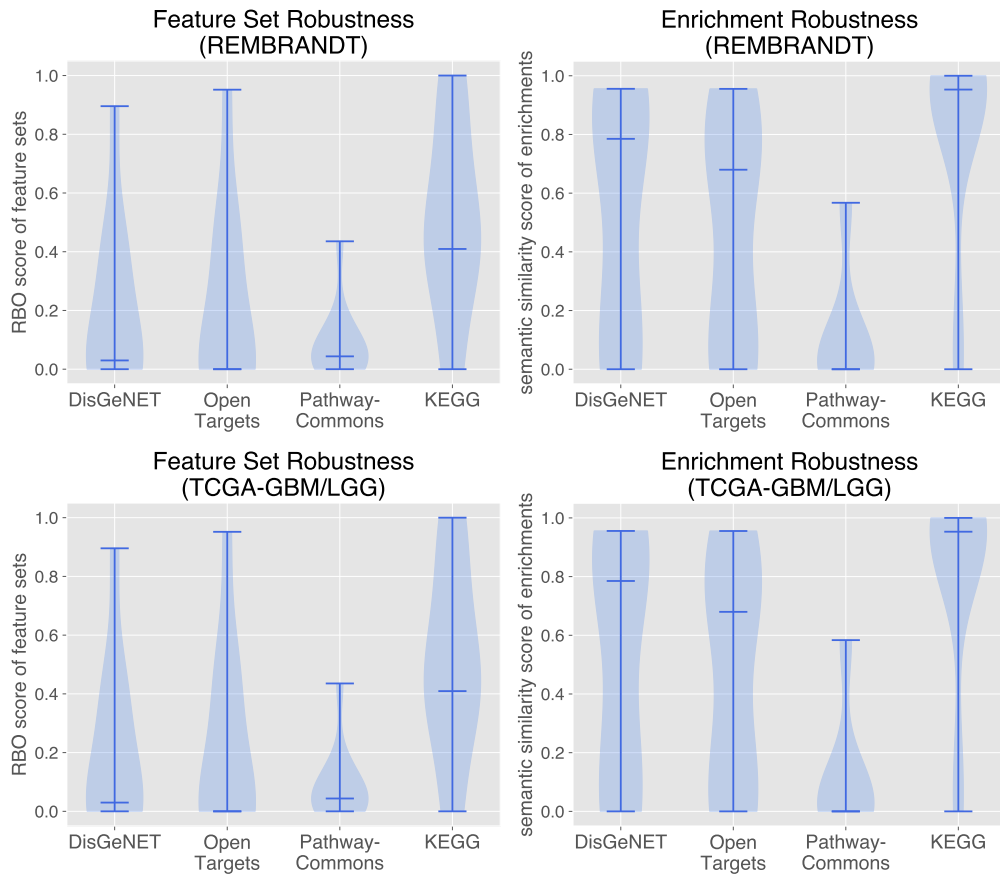 Feature Set Robustness
(REMBRANDT)
RBO score of feature sets
1.0
0.8
0.6
0.4
0.2
0.0
DisGeNET
Open
Targets
Pathway-
Commons
KEGG
Enrichment Robustness
(REMBRANDT)
semantic similarity score of enrichments
1.0
0.8
0.6
0.4
0.2
0.0
DisGeNET
Open
Targets
Pathway-
Commons
KEGG
Feature Set Robustness
(TCGA-GBM/LGG)
RBO score of feature sets
1.0
0.8
0.6
0.4
0.2
0.0
DisGeNET
Open
Targets
Pathway-
Commons
KEGG
Enrichment Robustness
(TCGA-GBM/LGG)
semantic similarity score of enrichments
1.0
0.8
0.6
0.4
0.2
0.0
DisGeNET
Open
Targets
Pathway-
Commons
KEGG